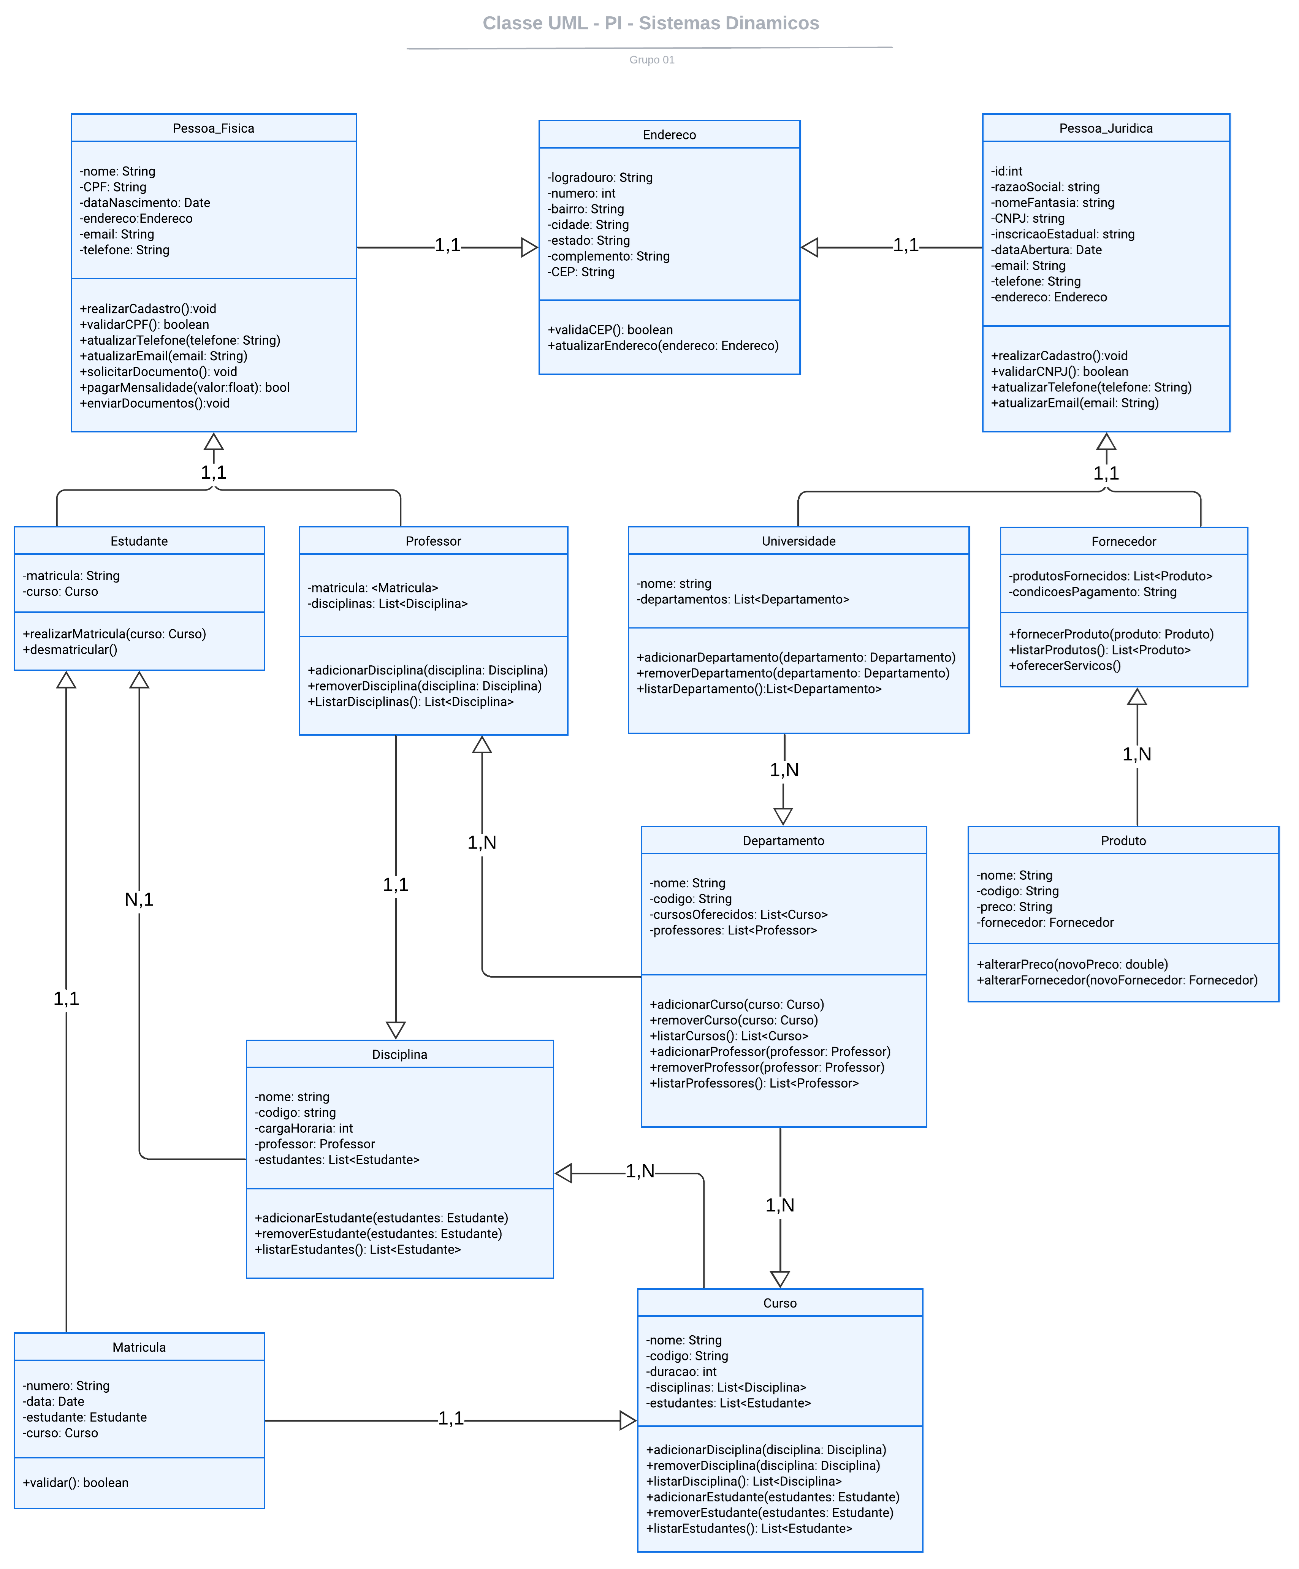 Classe UML - PI - Sistemas Dinamicos
Grupo 01
Pessoa_Fisica
-nome: String
-CPF: String
-dataNascimento: Date
-endereco:Endereco
-email: String
-telefone: String
+realizarCadastro():void
+validarCPF(): boolean
+atualizarTelefone(telefone: String)
+atualizarEmail(email: String)
+solicitarDocumento(): void
+pagarMensalidade(valor:float): bool
+enviarDocumentos():void
1,1
Endereco
-logradouro: String
-numero: int
-bairro: String
-cidade: String
-estado: String
-complemento: String
-CEP: String
+validaCEP(): boolean
+atualizarEndereco(endereco: Endereco)
1,1
Pessoa_Juridica
-id:int
-razaoSocial: string
-nomeFantasia: string
-CNPJ: string
-inscricaoEstadual: string
-dataAbertura: Date
-email: String
-telefone: String
-endereco: Endereco
+realizarCadastro():void
+validarCNPJ(): boolean
+atualizarTelefone(telefone: String)
+atualizarEmail(email: String)
1,1
1,1
Estudante
-matricula: String
-curso: Curso
+realizarMatricula(curso: Curso)
+desmatricular()
Professor
-matricula: <Matricula>
-disciplinas: List<Disciplina>
+adicionarDisciplina(disciplina: Disciplina)
+removerDisciplina(disciplina: Disciplina)
+ListarDisciplinas(): List<Disciplina>
Universidade
-nome: string
-departamentos: List<Departamento>
+adicionarDepartamento(departamento: Departamento)
+removerDepartamento(departamento: Departamento)
+listarDepartamento():List<Departamento>
Fornecedor
-produtosFornecidos: List<Produto>
-condicoesPagamento: String
+fornecerProduto(produto: Produto)
+listarProdutos(): List<Produto>
+oferecerServicos()
1,N
1,N
1,N
1,1
N,1
1,1
Departamento
-nome: String
-codigo: String
-cursosOferecidos: List<Curso>
-professores: List<Professor>
+adicionarCurso(curso: Curso)
+removerCurso(curso: Curso)
+listarCursos(): List<Curso>
+adicionarProfessor(professor: Professor)
+removerProfessor(professor: Professor)
+listarProfessores(): List<Professor>
Produto
-nome: String
-codigo: String
-preco: String
-fornecedor: Fornecedor
+alterarPreco(novoPreco: double)
+alterarFornecedor(novoFornecedor: Fornecedor)
Disciplina
-nome: string
-codigo: string
-cargaHoraria: int
-professor: Professor
-estudantes: List<Estudante>
+adicionarEstudante(estudantes: Estudante)
+removerEstudante(estudantes: Estudante)
+listarEstudantes(): List<Estudante>
1,N
1,N
Matricula
-numero: String
-data: Date
-estudante: Estudante
-curso: Curso
+validar(): boolean
1,1
Curso
-nome: String
-codigo: String
-duracao: int
-disciplinas: List<Disciplina>
-estudantes: List<Estudante>
+adicionarDisciplina(disciplina: Disciplina)
+removerDisciplina(disciplina: Disciplina)
+listarDisciplina(): List<Disciplina>
+adicionarEstudante(estudantes: Estudante)
+removerEstudante(estudantes: Estudante)
+listarEstudantes(): List<Estudante>